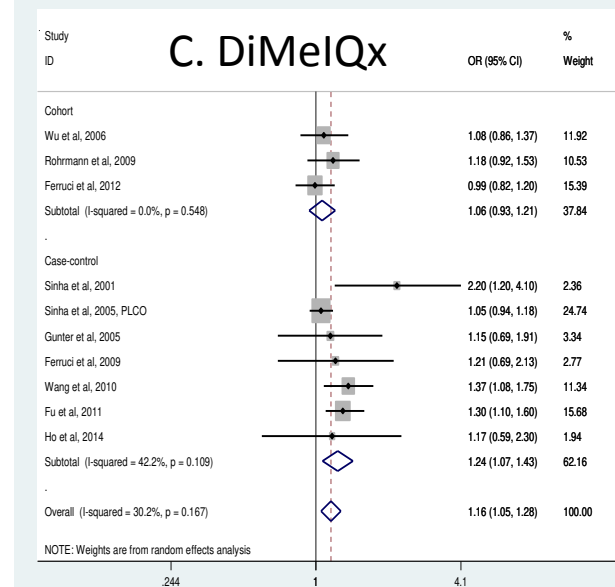 C. DiMeIQx
Study %
ID OR (95% CI) Weight
Cohort
Wu et al, 2006 1.08 (0.86, 1.37) 11.92
Rohrmann et al, 2009 1.18 (0.92, 1.53) 10.53
Ferruci et al, 2012 0.99 (0.82, 1.20) 15.39
Subtotal (I-squared = 0.0%, p = 0.548) 1.06 (0.93, 1.21) 37.84
.
Case-control
Sinha et al, 2001 2.20 (1.20, 4.10) 2.36
Sinha et al, 2005, PLCO 1.05 (0.94, 1.18) 24.74
Gunter et al, 2005 1.15 (0.69, 1.91) 3.34
Ferruci et al, 2009 1.21 (0.69, 2.13) 2.77
Wang et al, 2010 1.37 (1.08, 1.75) 11.34
Fu et al, 2011 1.30 (1.10, 1.60) 15.68
Ho et al, 2014 1.17 (0.59, 2.30) 1.94
Subtotal (I-squared = 42.2%, p = 0.109) 1.24 (1.07, 1.43) 62.16
.
Overall (I-squared = 30.2%, p = 0.167) 1.16 (1.05, 1.28) 100.00
NOTE: Weights are from random effects analysis
.244 1 4.1